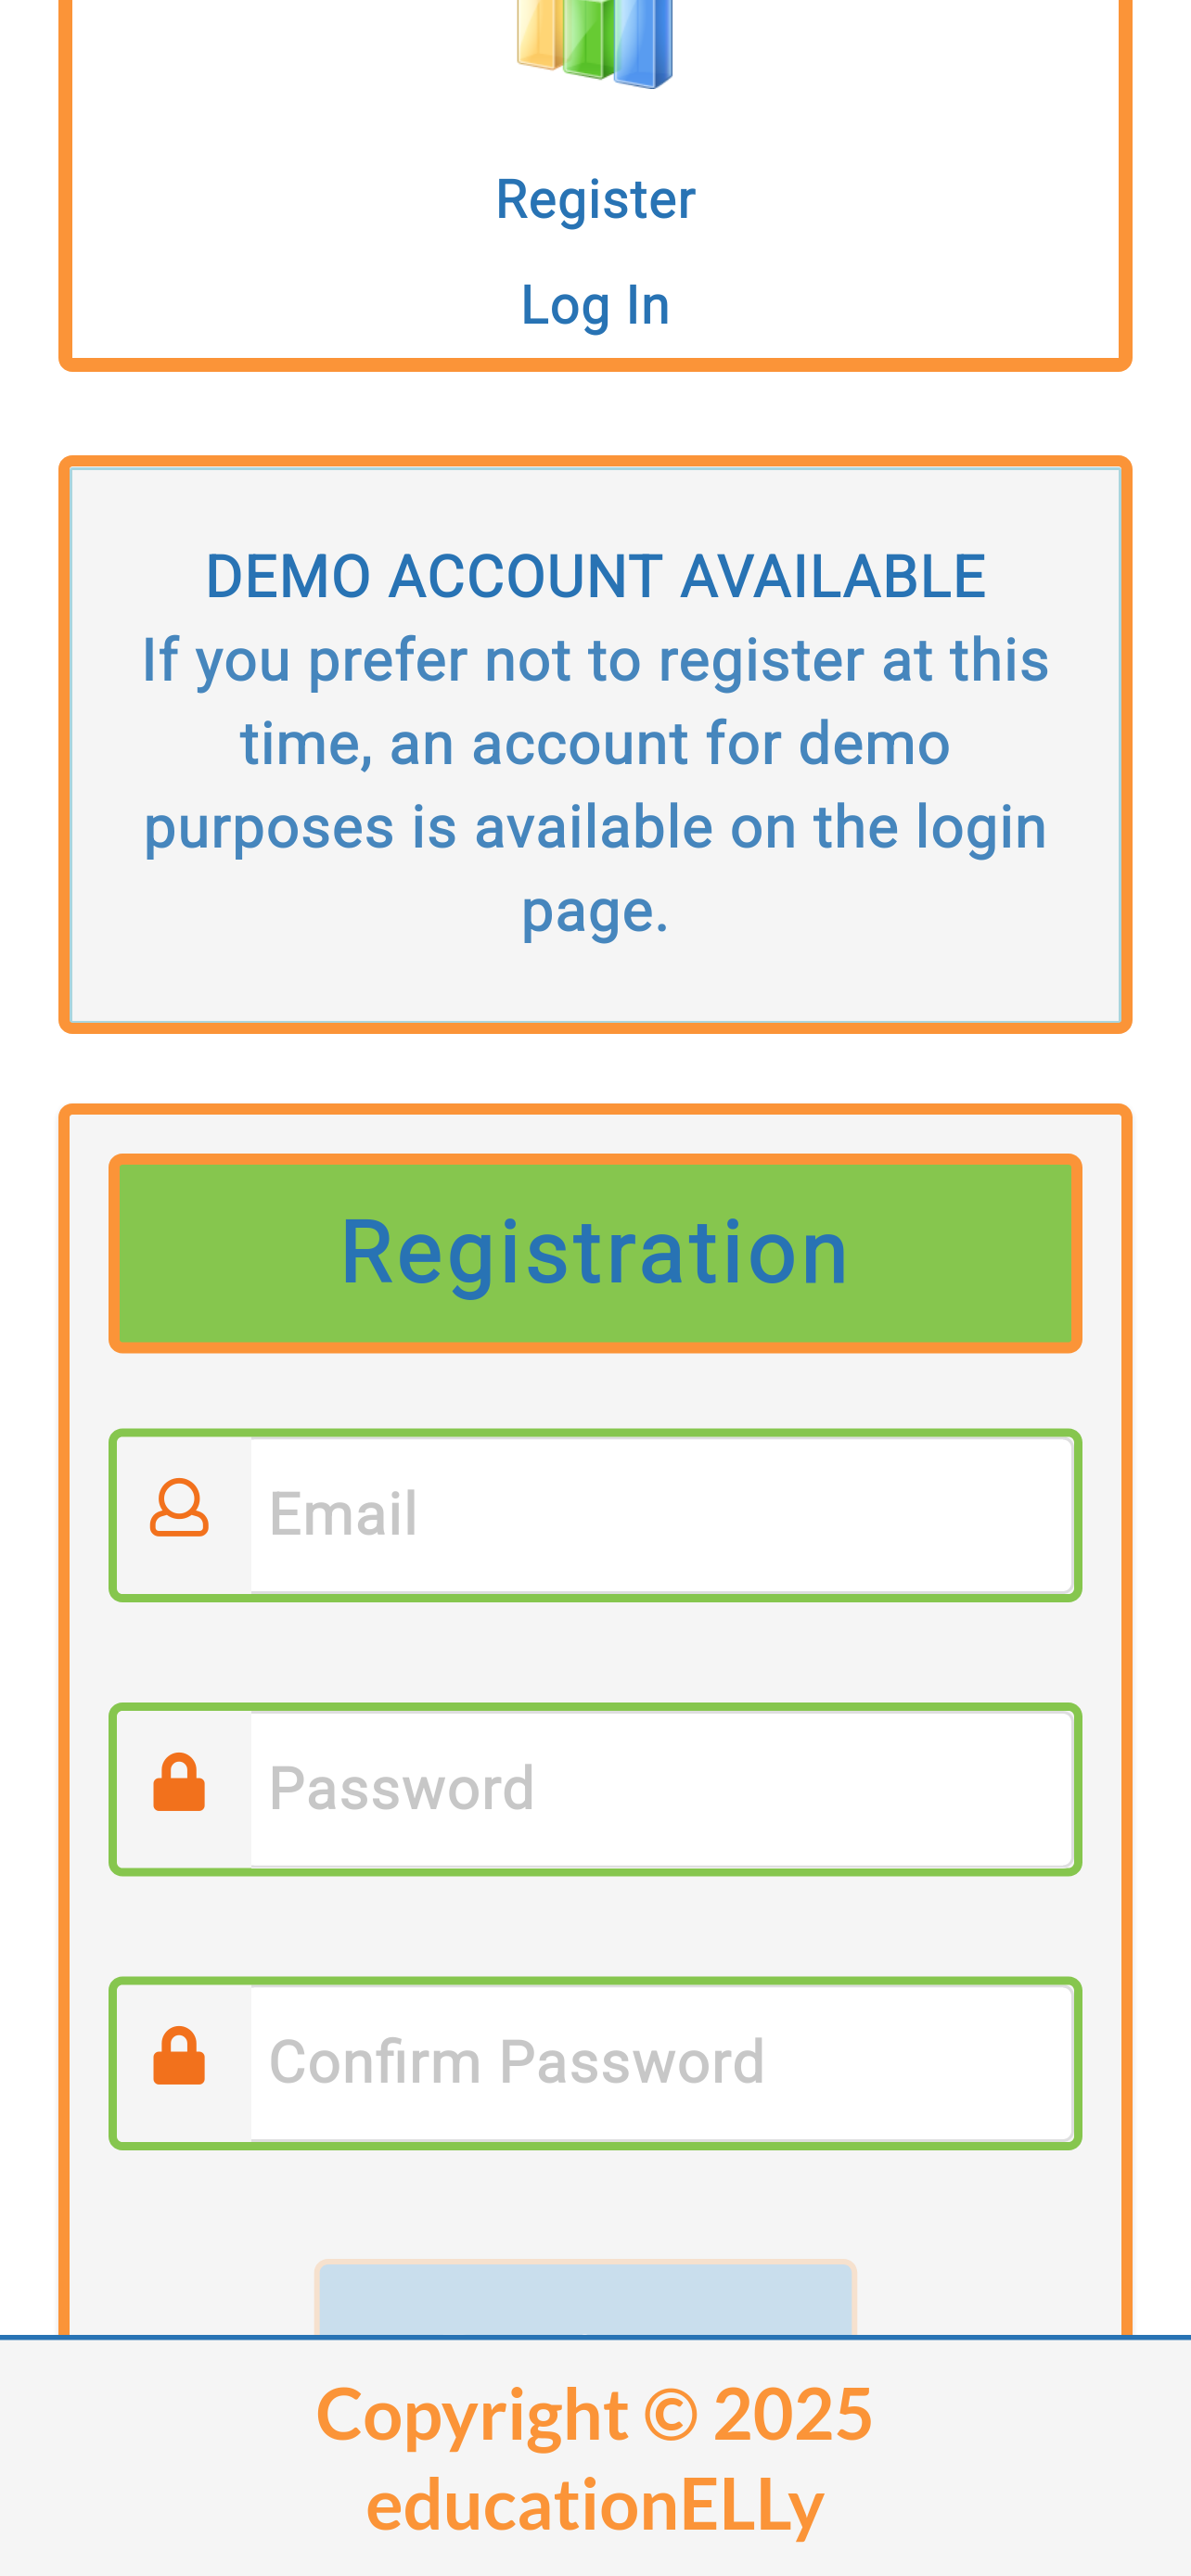 Register
Log In
DEMO ACCOUNT AVAILABLE
If you prefer not to register at this
time, an account for demo
purposes is available on the login
page.
Registration
Email
Password
Confirm Password
Copyright © 2025
educationELLy